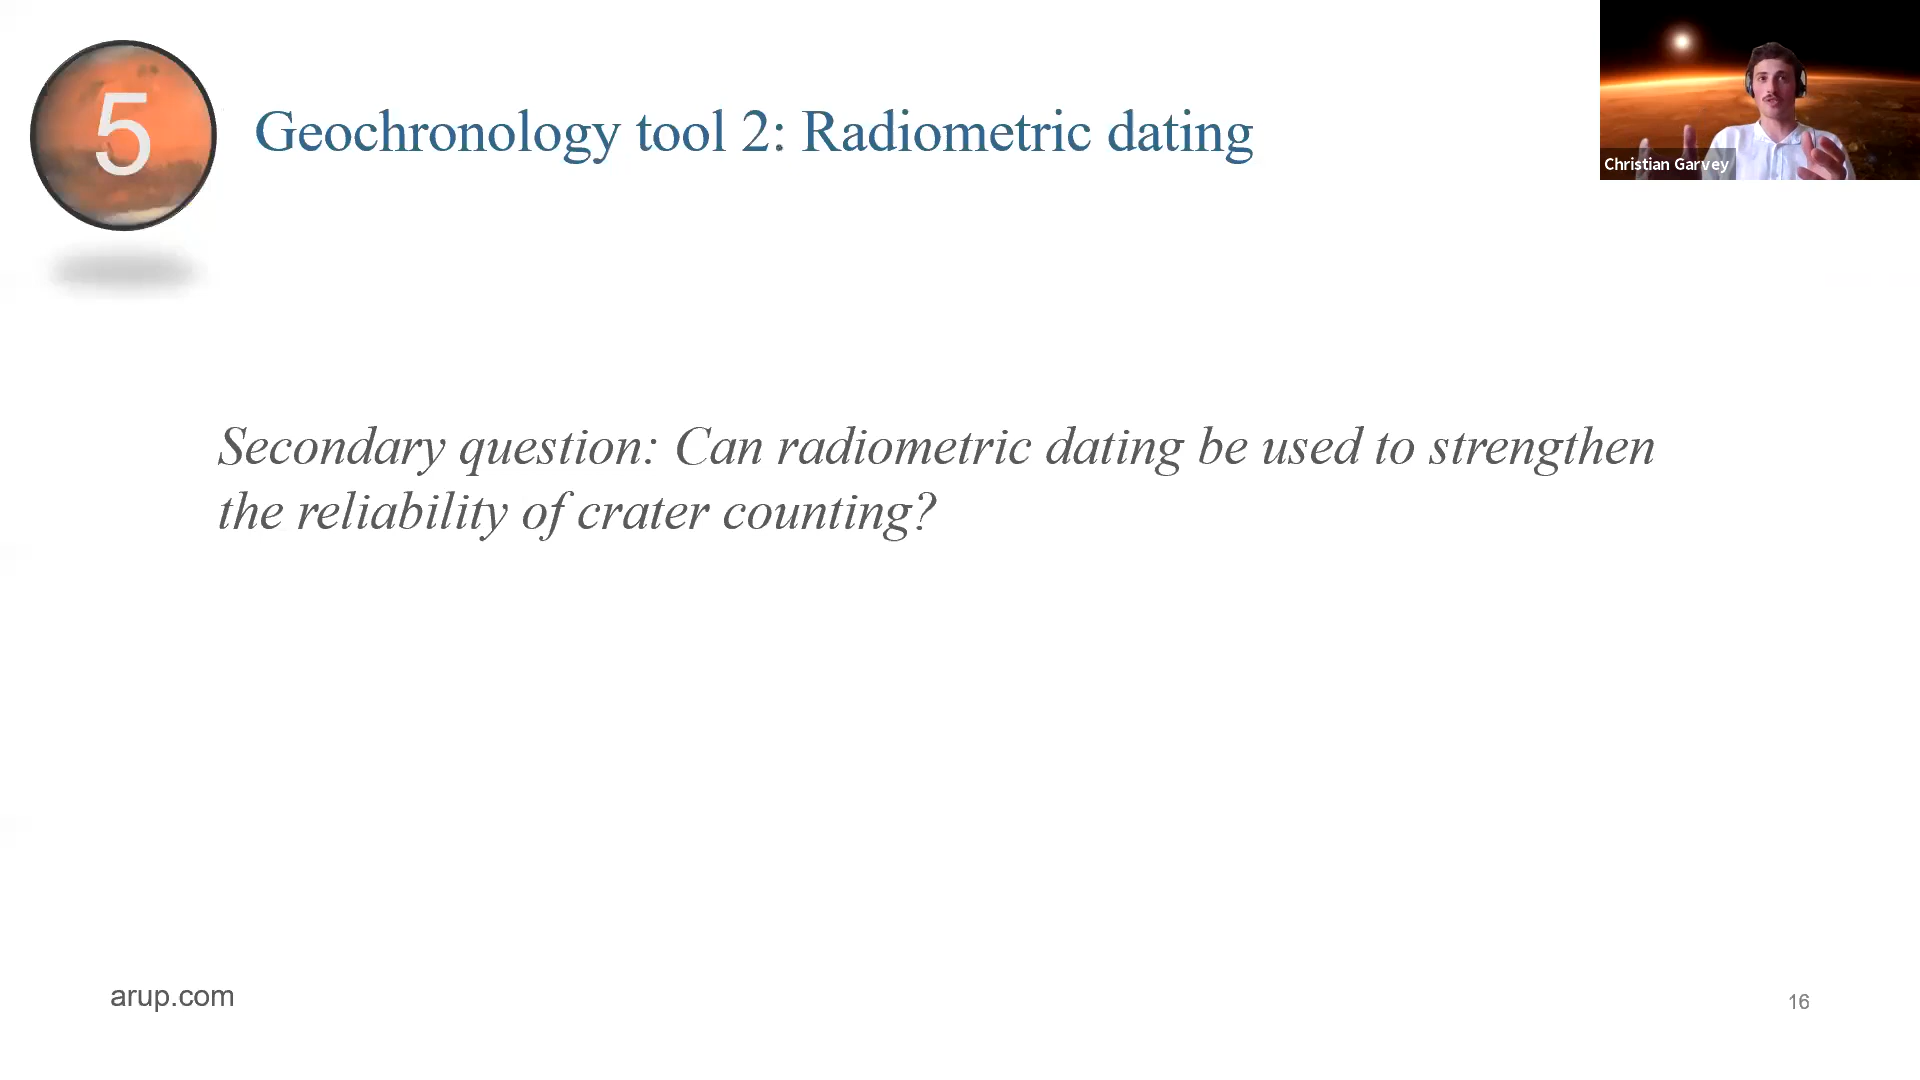 5
Geochronology tool 2: Radiometric dating
Christian Garvey
Secondary question: Can radiometric dating be used to strengthen
the reliability of crater counting?
arup.com
16